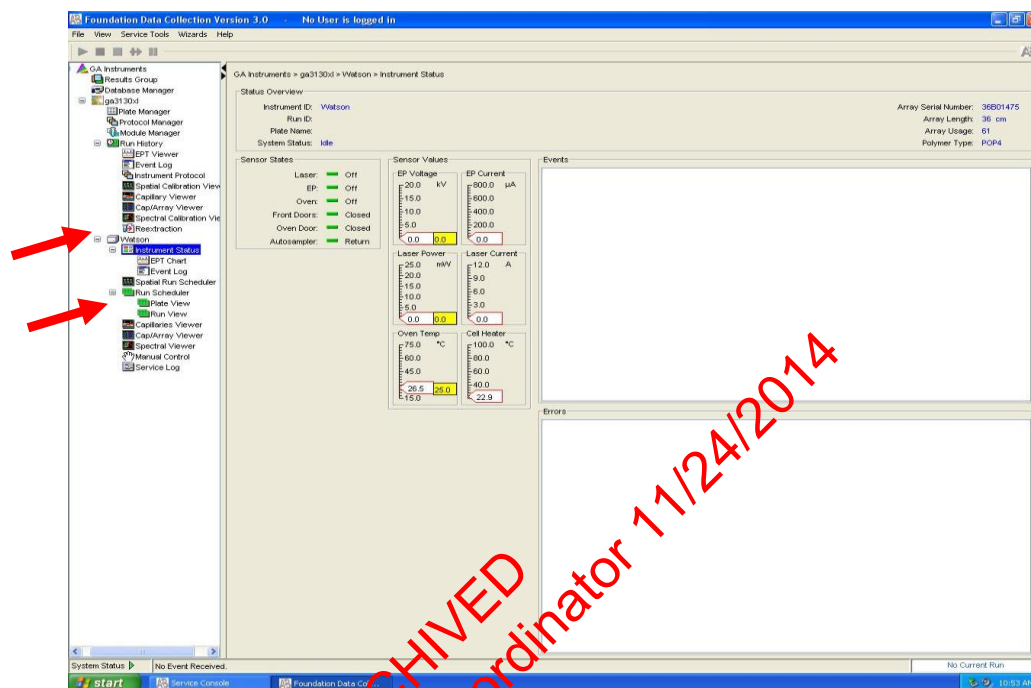 Foundation Data Collection Version 3.0 - No User is logged in
File View Service Tools Wizards Help
GA Instruments
Results Group
Database Manager
ga3130xl
Plate Manager
Protocol Manager
Module Manager
Run History
EPT Viewer
Event Log
Instrument Protocol
Spatial Calibration View
Capillary Viewer
Cap/Array Viewer
Spectral Calibration Vie
Reextraction
Watson
Instrument Status
EPT Chart
Event Log
Spatial Run Scheduler
Run Scheduler
Plate View
Run View
Capillaries Viewer
Cap/Array Viewer
Spectral Viewer
Manual Control
Service Log
GA Instruments > ga3130xl > Watson > Instrument Status
Status Overview
Instrument ID: Watson
Run ID:
Plate Name:
System Status: Idle
Array Serial Number: 36B01475
Array Length: 36 cm
Array Usage: 61
Polymer Type: POP4
Sensor States
Laser: Off
EP: Off
Oven: Off
Front Doors: Closed
Oven Door: Closed
Autosampler: Return
Sensor Values
EP Voltage
20.0 kV
15.0
10.0
5.0
0.0 0.0
EP Current
800.0 µA
600.0
400.0
200.0
0.0
Laser Power
25.0 mW
20.0
15.0
10.0
5.0
0.0 0.0
Laser Current
12.0 A
9.0
6.0
3.0
0.0
Oven Temp
75.0 °C
60.0
45.0
26.5 25.0
15.0
Cell Heater
100.0 °C
80.0
60.0
40.0
22.9
Events
Errors
CHIVED
ordinator 11/24/2014
System Status No Event Received.
No Current Run
start Service Console Foundation Data Co... 10:53 AM